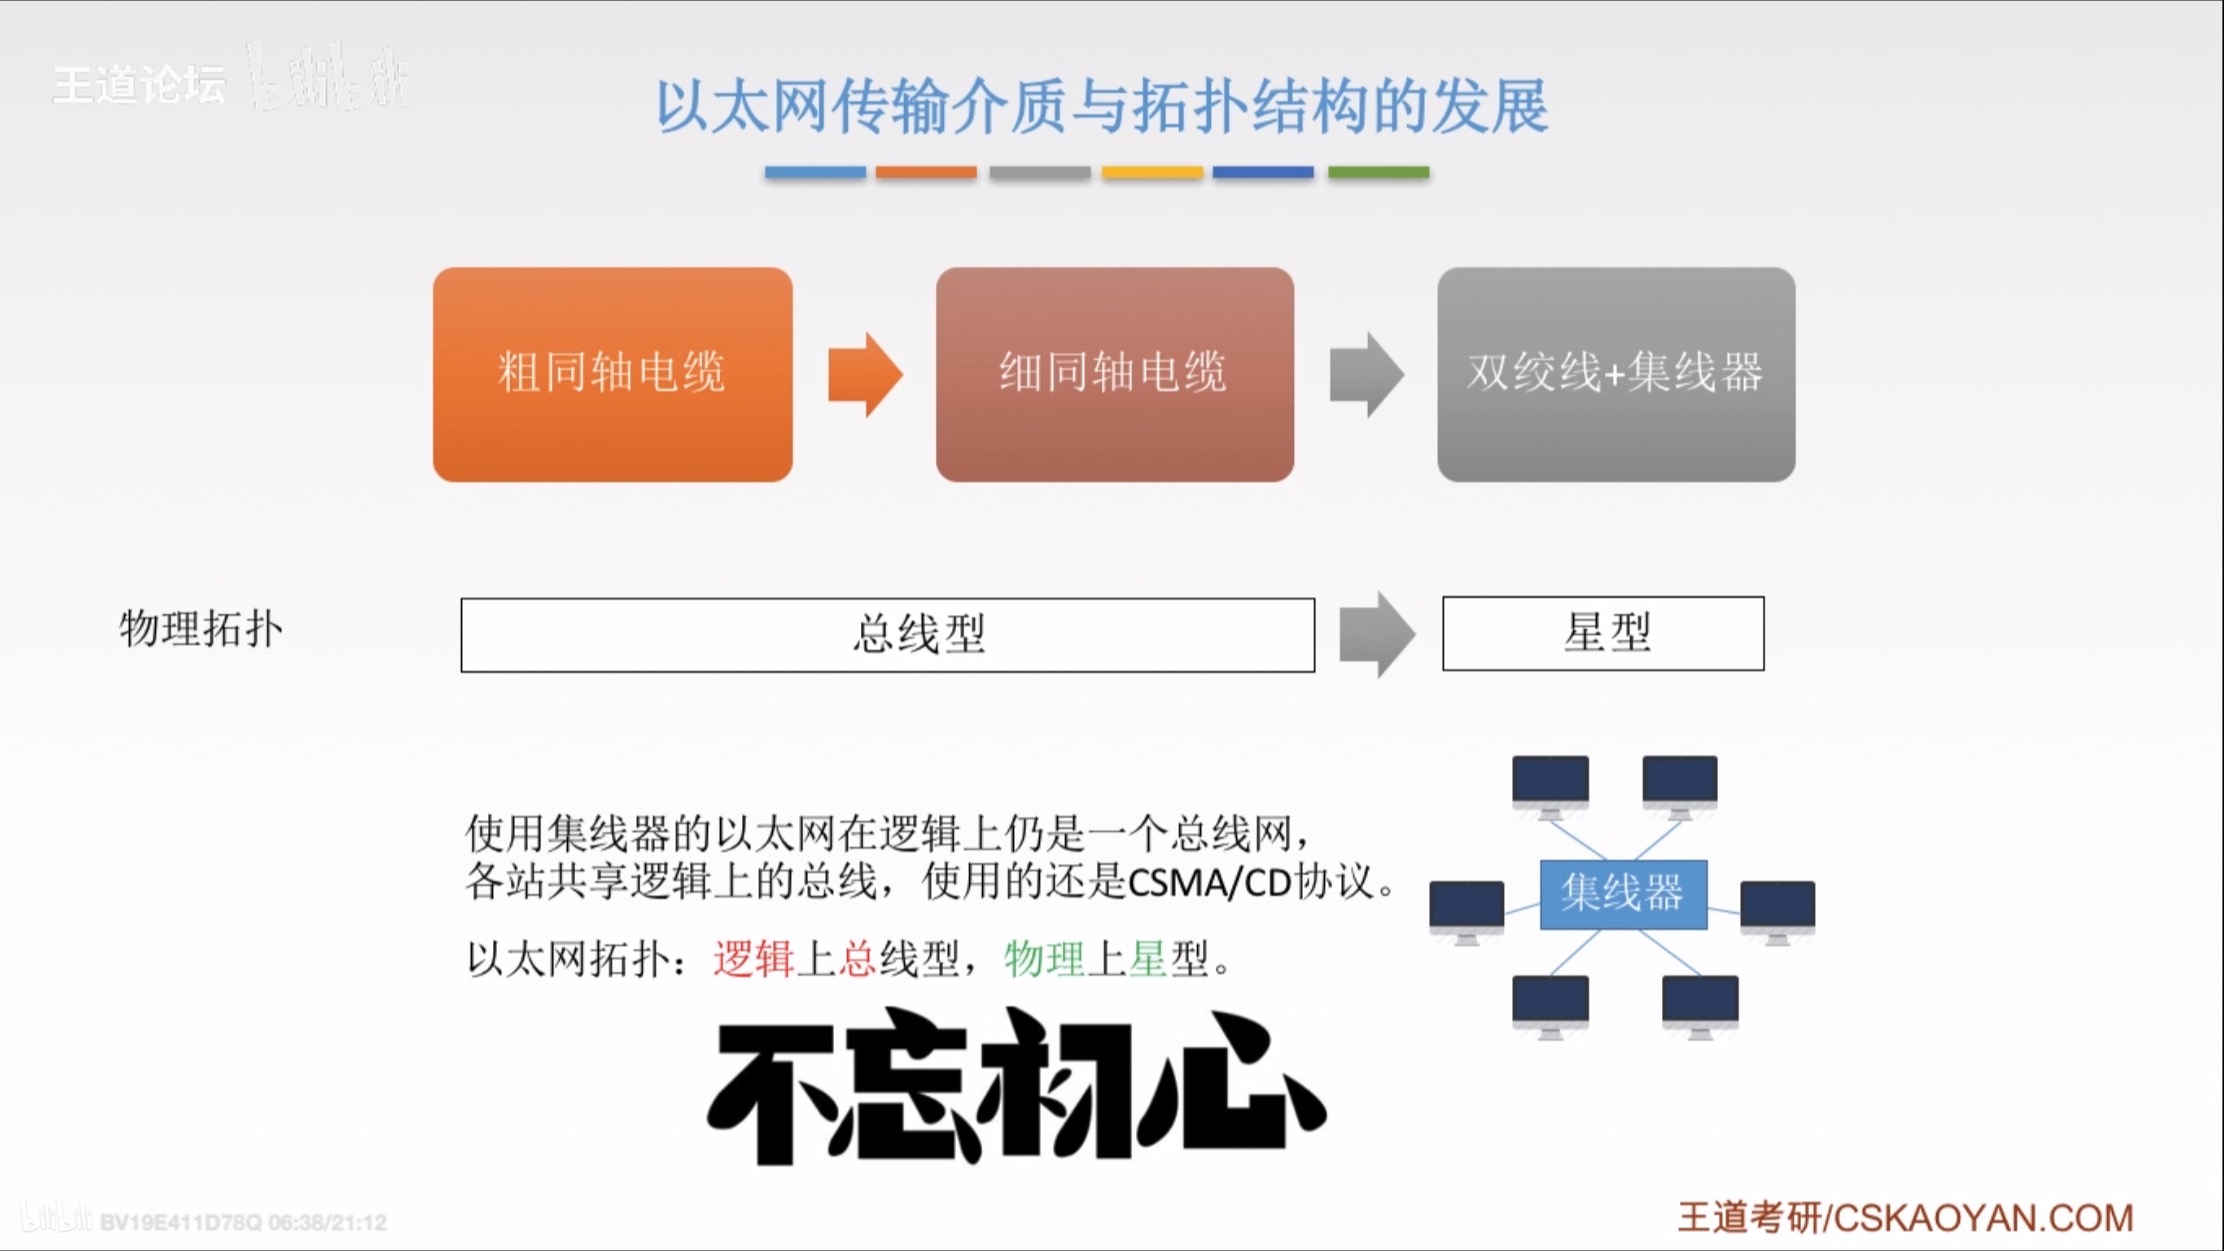 王道论坛 bilibili
以太网传输介质与拓扑结构的发展
粗同轴电缆
细同轴电缆
双绞线+集线器
物理拓扑
总线型
星型
使用集线器的以太网在逻辑上仍是一个总线网，
各站共享逻辑上的总线，使用的还是CSMA/CD协议。
以太网拓扑：逻辑上总线型，物理上星型。
集线器
不忘初心
bilibili BV19E411D78Q 06:38/21:12
王道考研/CSKAOYAN.COM